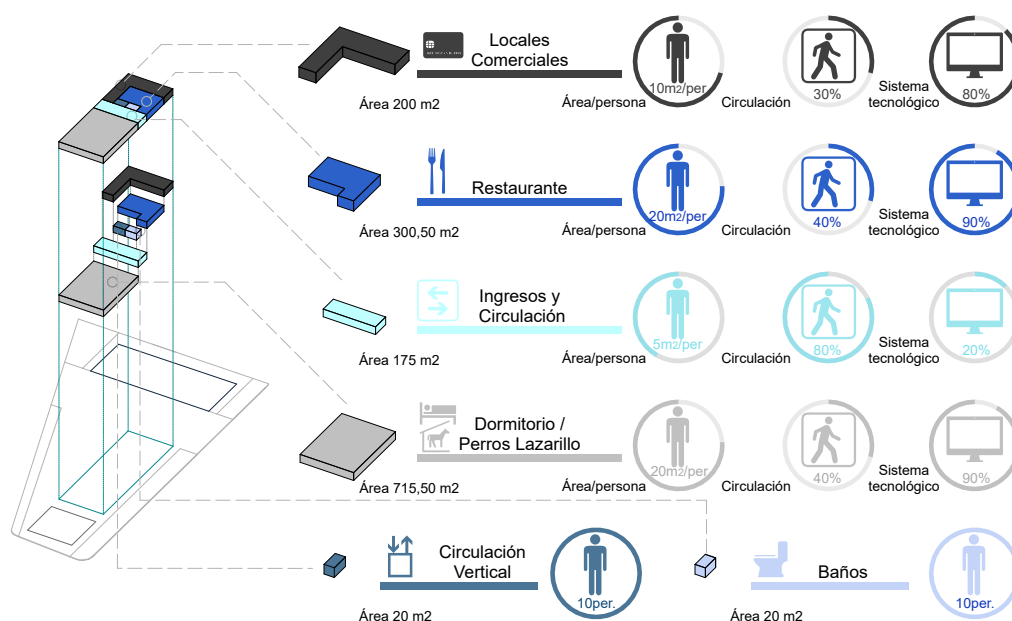 Locales
Comerciales
Área 200 m2
Área/persona
10m2/per
Circulación
30%
Sistema
tecnológico
80%
Restaurante
Área 300,50 m2
Área/persona
20m2/per
Circulación
40%
Sistema
tecnológico
90%
Ingresos y
Circulación
Área 175 m2
Área/persona
5m2/per
Circulación
80%
Sistema
tecnológico
20%
Dormitorio /
Perros Lazarillo
Área 715,50 m2
Área/persona
20m2/per
Circulación
40%
Sistema
tecnológico
90%
Circulación
Vertical
Área 20 m2
10per.
Baños
Área 20 m2
10per.